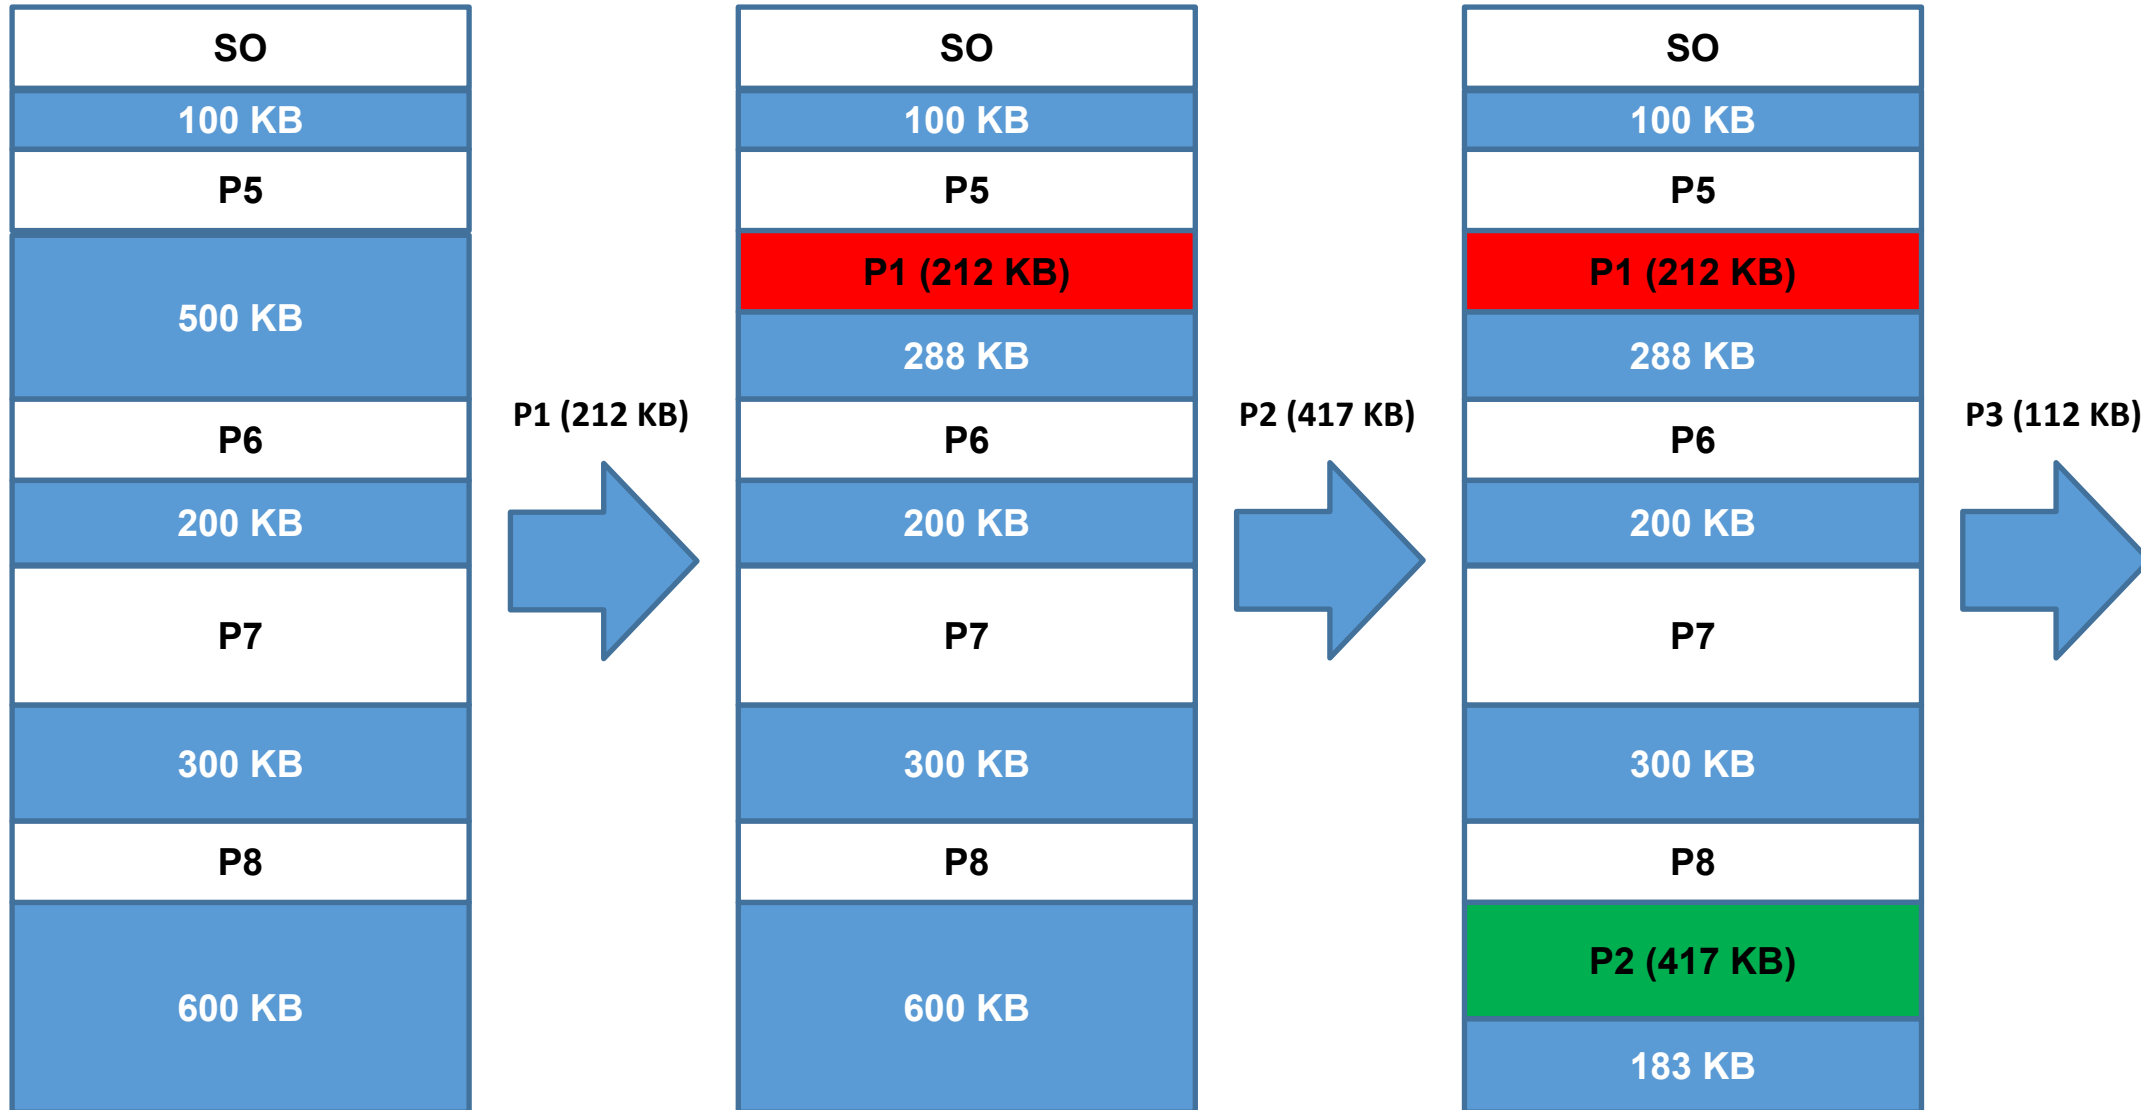 SO
100 KB
P5
500 KB
P6
200 KB
P7
300 KB
P8
600 KB
P1 (212 KB)
SO
100 KB
P5
P1 (212 KB)
288 KB
P6
200 KB
P7
300 KB
P8
600 KB
P2 (417 KB)
SO
100 KB
P5
P1 (212 KB)
288 KB
P6
200 KB
P7
300 KB
P8
P2 (417 KB)
183 KB
P3 (112 KB)